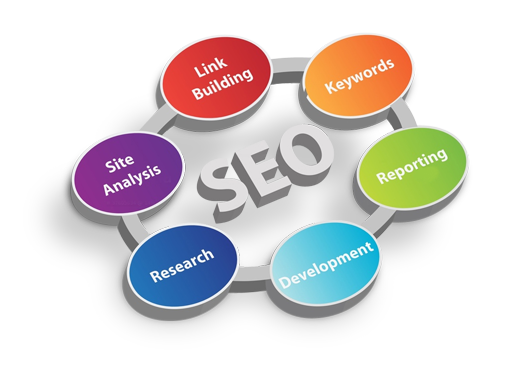 Link
Building
Keywords
Reporting
Development
Research
Site
Analysis
SEO